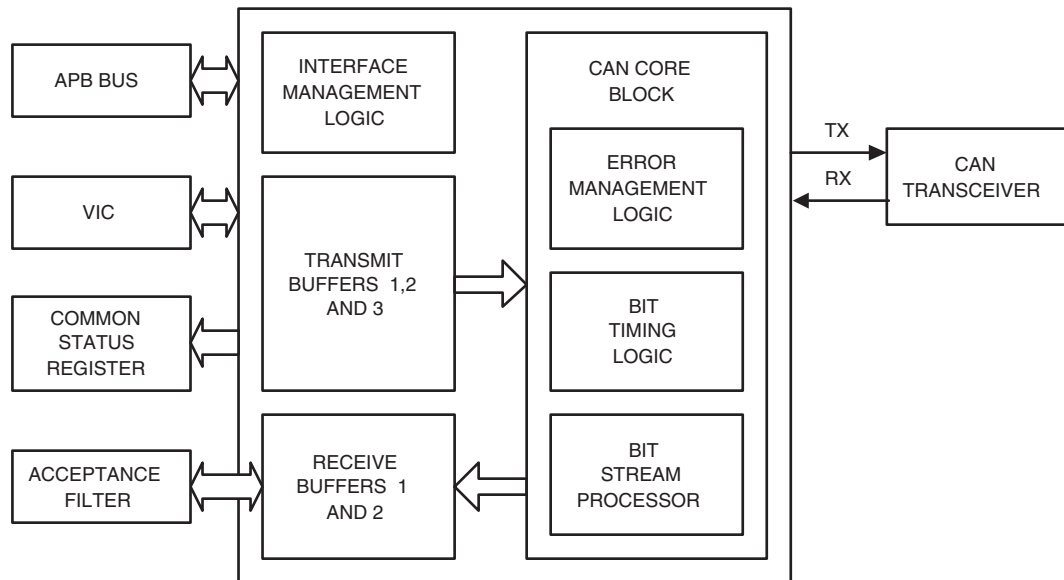 APB BUS
VIC
COMMON
STATUS
REGISTER
ACCEPTANCE
FILTER
INTERFACE
MANAGEMENT
LOGIC
TRANSMIT
BUFFERS 1,2
AND 3
RECEIVE
BUFFERS 1
AND 2
CAN CORE
BLOCK
ERROR
MANAGEMENT
LOGIC
BIT
TIMING
LOGIC
BIT
STREAM
PROCESSOR
TX
RX
CAN
TRANSCEIVER